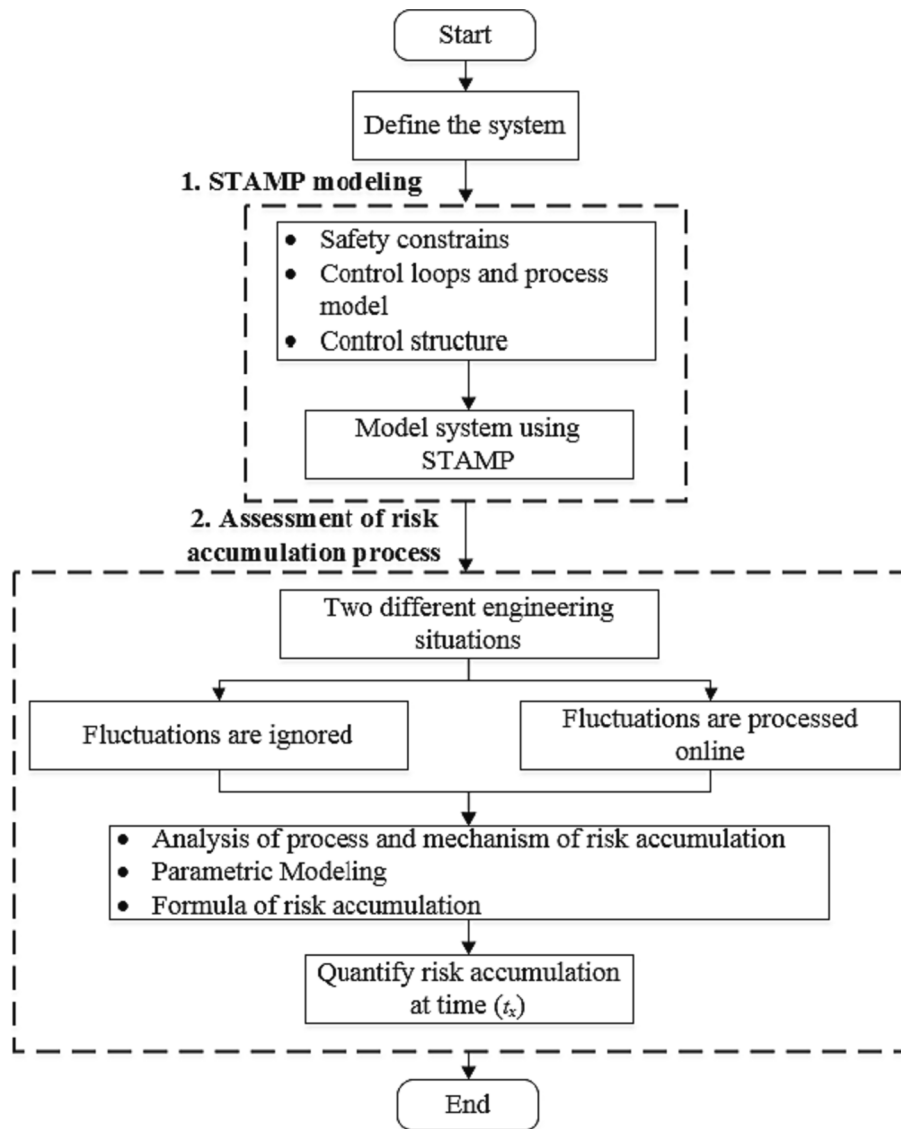 Start
Define the system
1. STAMP modeling
• Safety constrains
• Control loops and process
model
• Control structure
Model system using
STAMP
2. Assessment of risk
accumulation process
Two different engineering
situations
Fluctuations are ignored
Fluctuations are processed
online
• Analysis of process and mechanism of risk accumulation
• Parametric Modeling
• Formula of risk accumulation
Quantify risk accumulation
at time (tx)
End